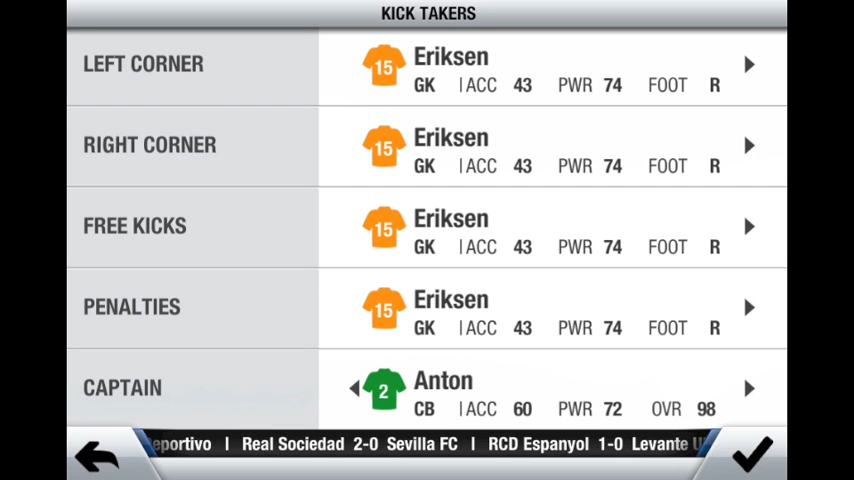 KICK TAKERS
LEFT CORNER
15
Eriksen
GK | ACC 43 PWR 74 FOOT R
RIGHT CORNER
15
Eriksen
GK | ACC 43 PWR 74 FOOT R
FREE KICKS
15
Eriksen
GK | ACC 43 PWR 74 FOOT R
PENALTIES
15
Eriksen
GK | ACC 43 PWR 74 FOOT R
CAPTAIN
2
Anton
CB | ACC 60 PWR 72 OVR 98
eportivo | Real Sociedad 2-0 Sevilla FC | RCD Espanyol 1-0 Levante U